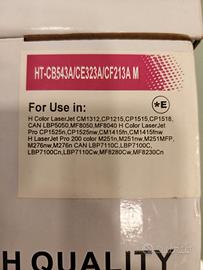 HT-CB543A/CE323A/CF213A M
For Use in:
*E
H Color LaserJet CM1312,CP1215,CP1515,CP1518,
CAN LBP5050,MF8050,MF8040 H Color LaserJet
Pro CP1525n,CP1525nw,CM1415fn,CM1415fnw
H LaserJet Pro 200 color M251n,M251nw,M251MFP,
M276nw,M276n CAN LBP7110C,LBP7100C,
LBP7100Cn,LBP7110Cw,MF8280Cw,MF8230Cn
H QUALITY